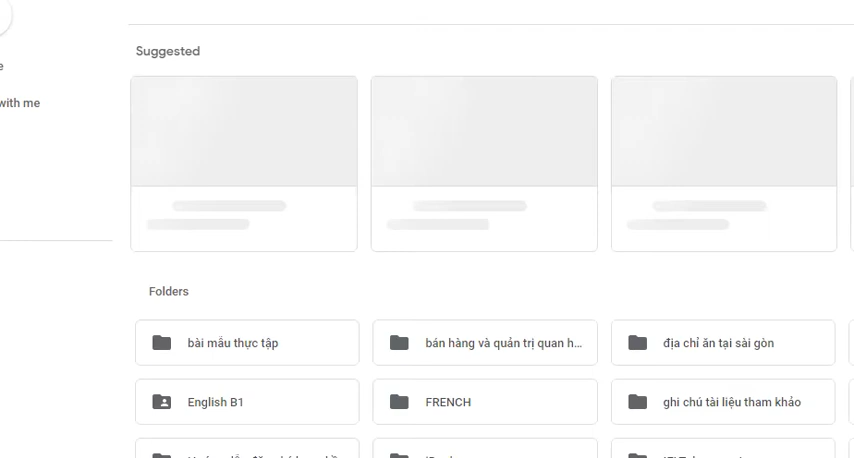 Suggested
with me
Folders
bài mẫu thực tập
bán hàng và quản trị quan h...
địa chỉ ăn tại sài gòn
English B1
FRENCH
ghi chú tài liệu tham khảo